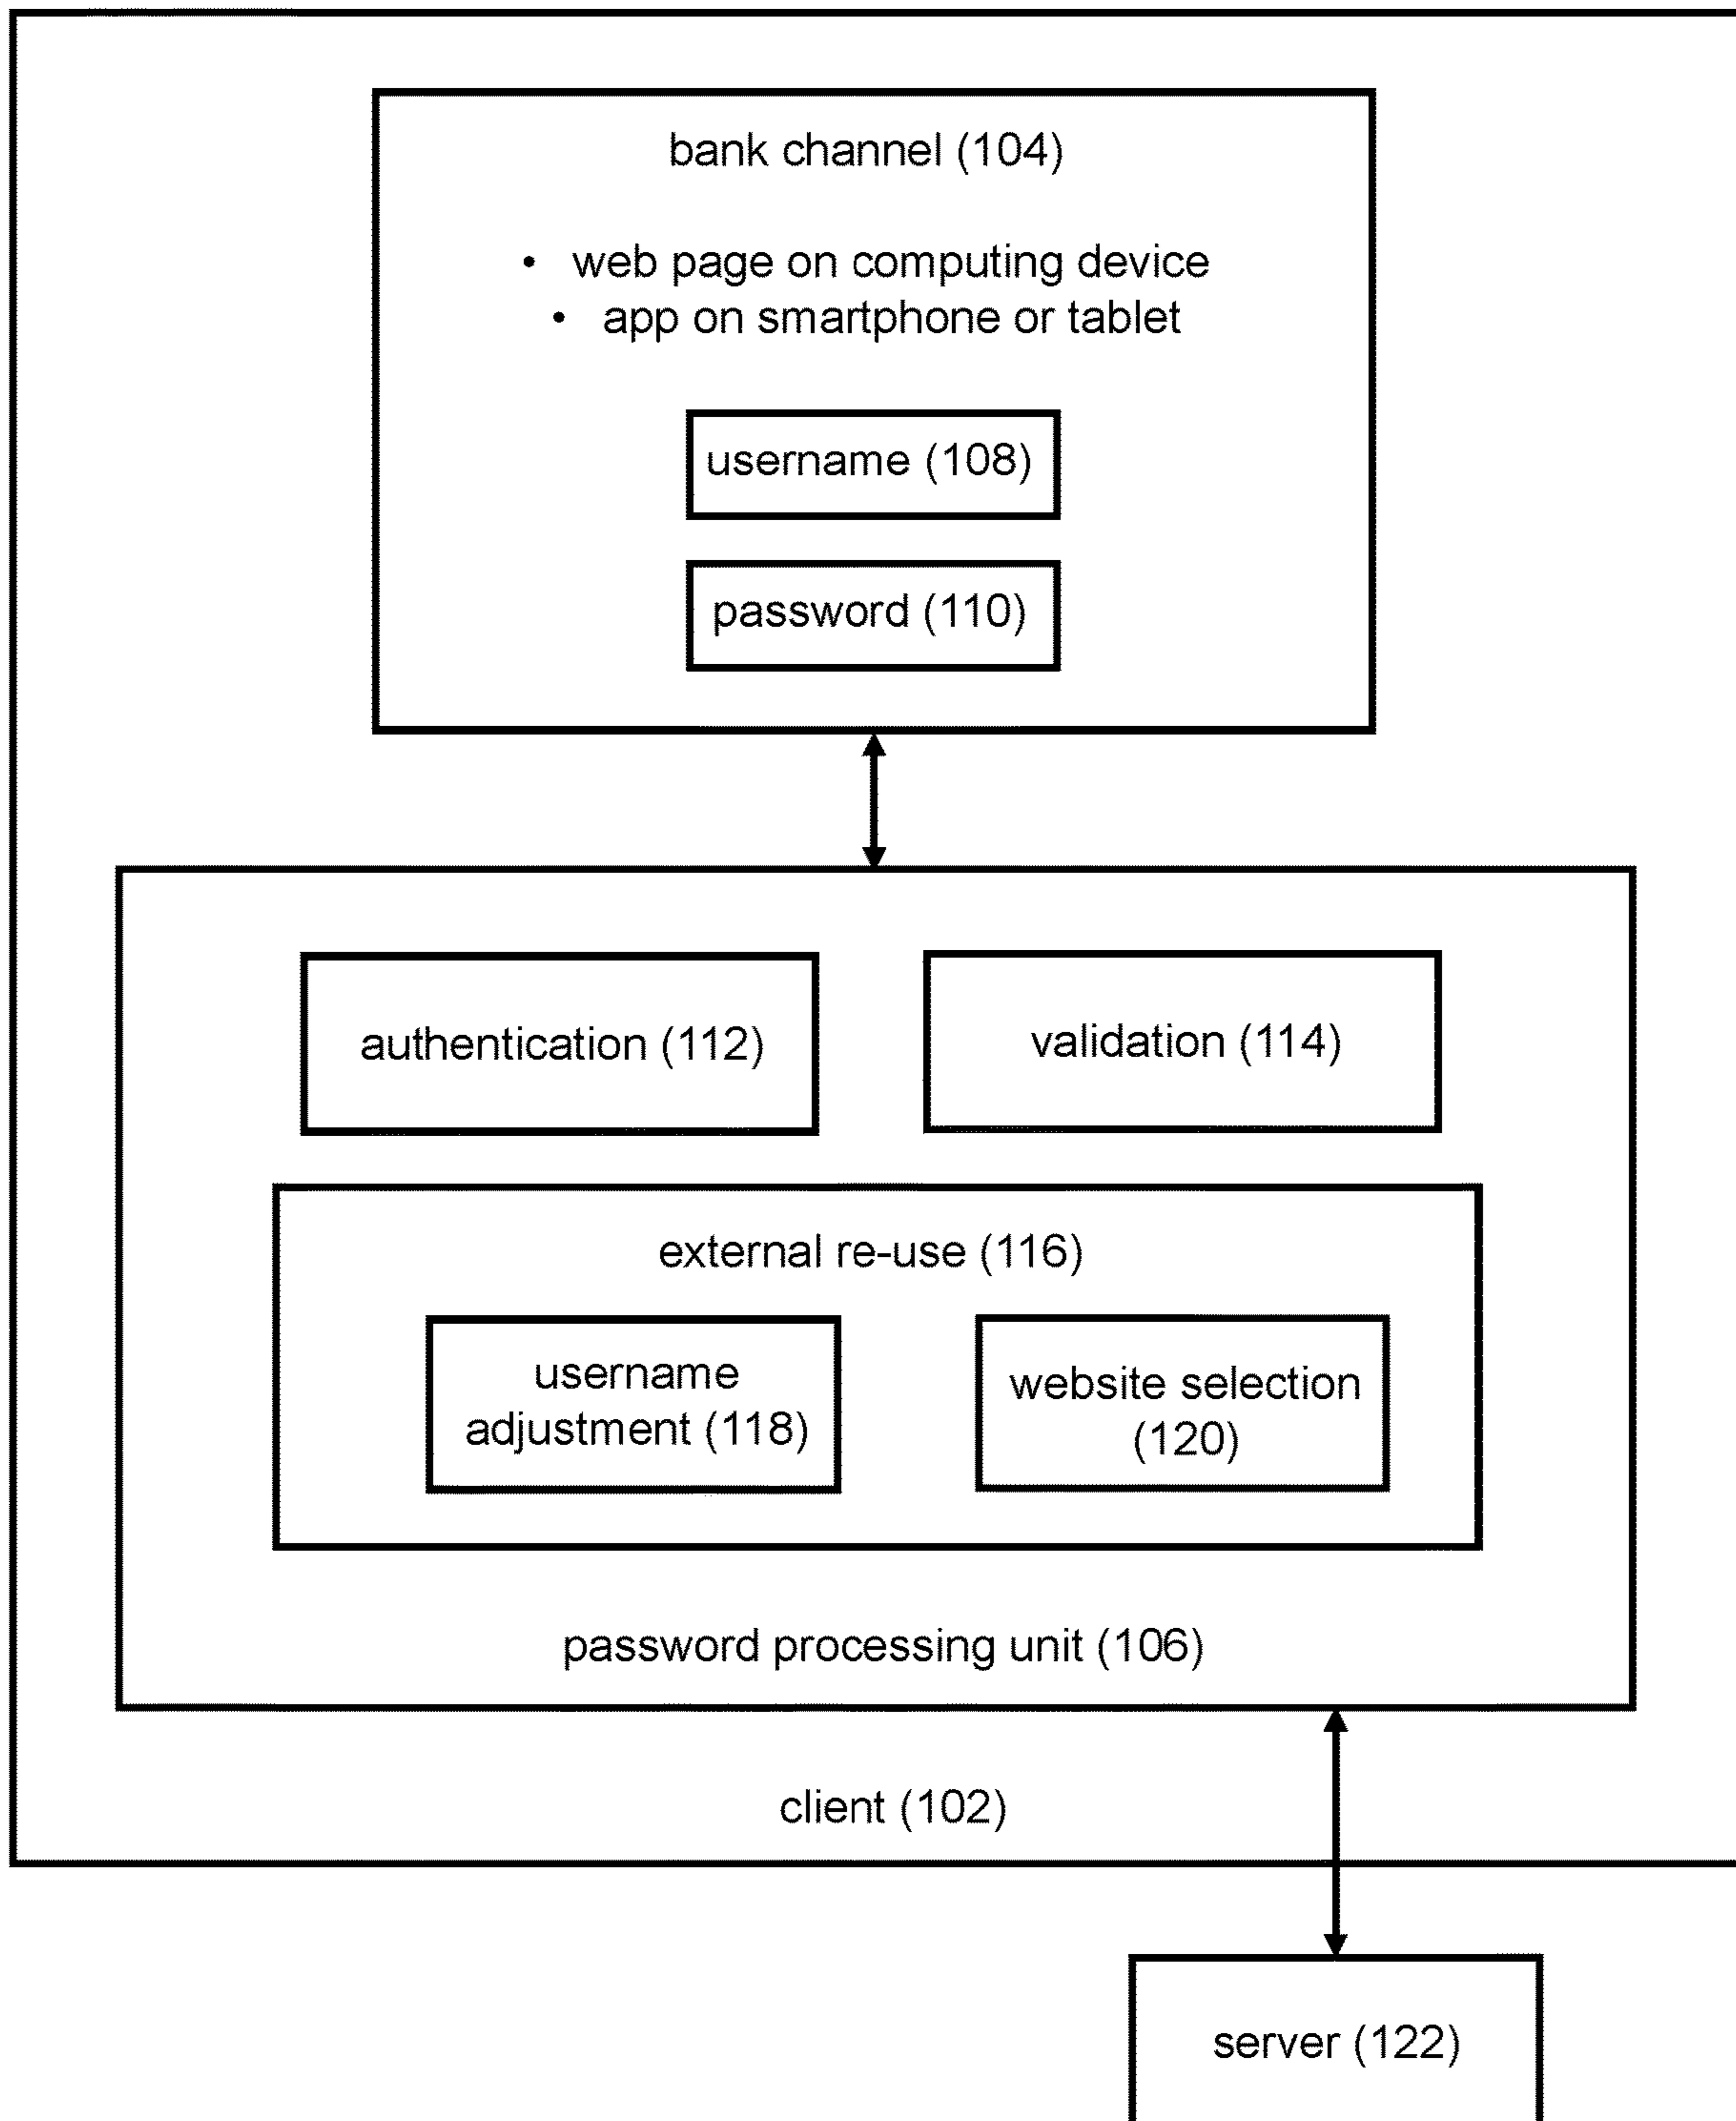 bank channel (104)
• web page on computing device
• app on smartphone or tablet
username (108)
password (110)
authentication (112)
validation (114)
external re-use (116)
username
adjustment (118)
website selection
(120)
password processing unit (106)
client (102)
server (122)